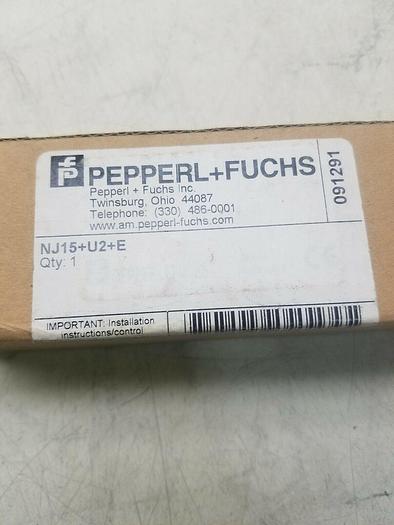 PEPPERL+FUCHS
Pepperl + Fuchs Inc.
Twinsburg, Ohio 44087
Telephone: (330) 486-0001
www.am.pepperl-fuchs.com
091291
NJ15+U2+E
Qty: 1
IMPORTANT: Installation
instructions/control